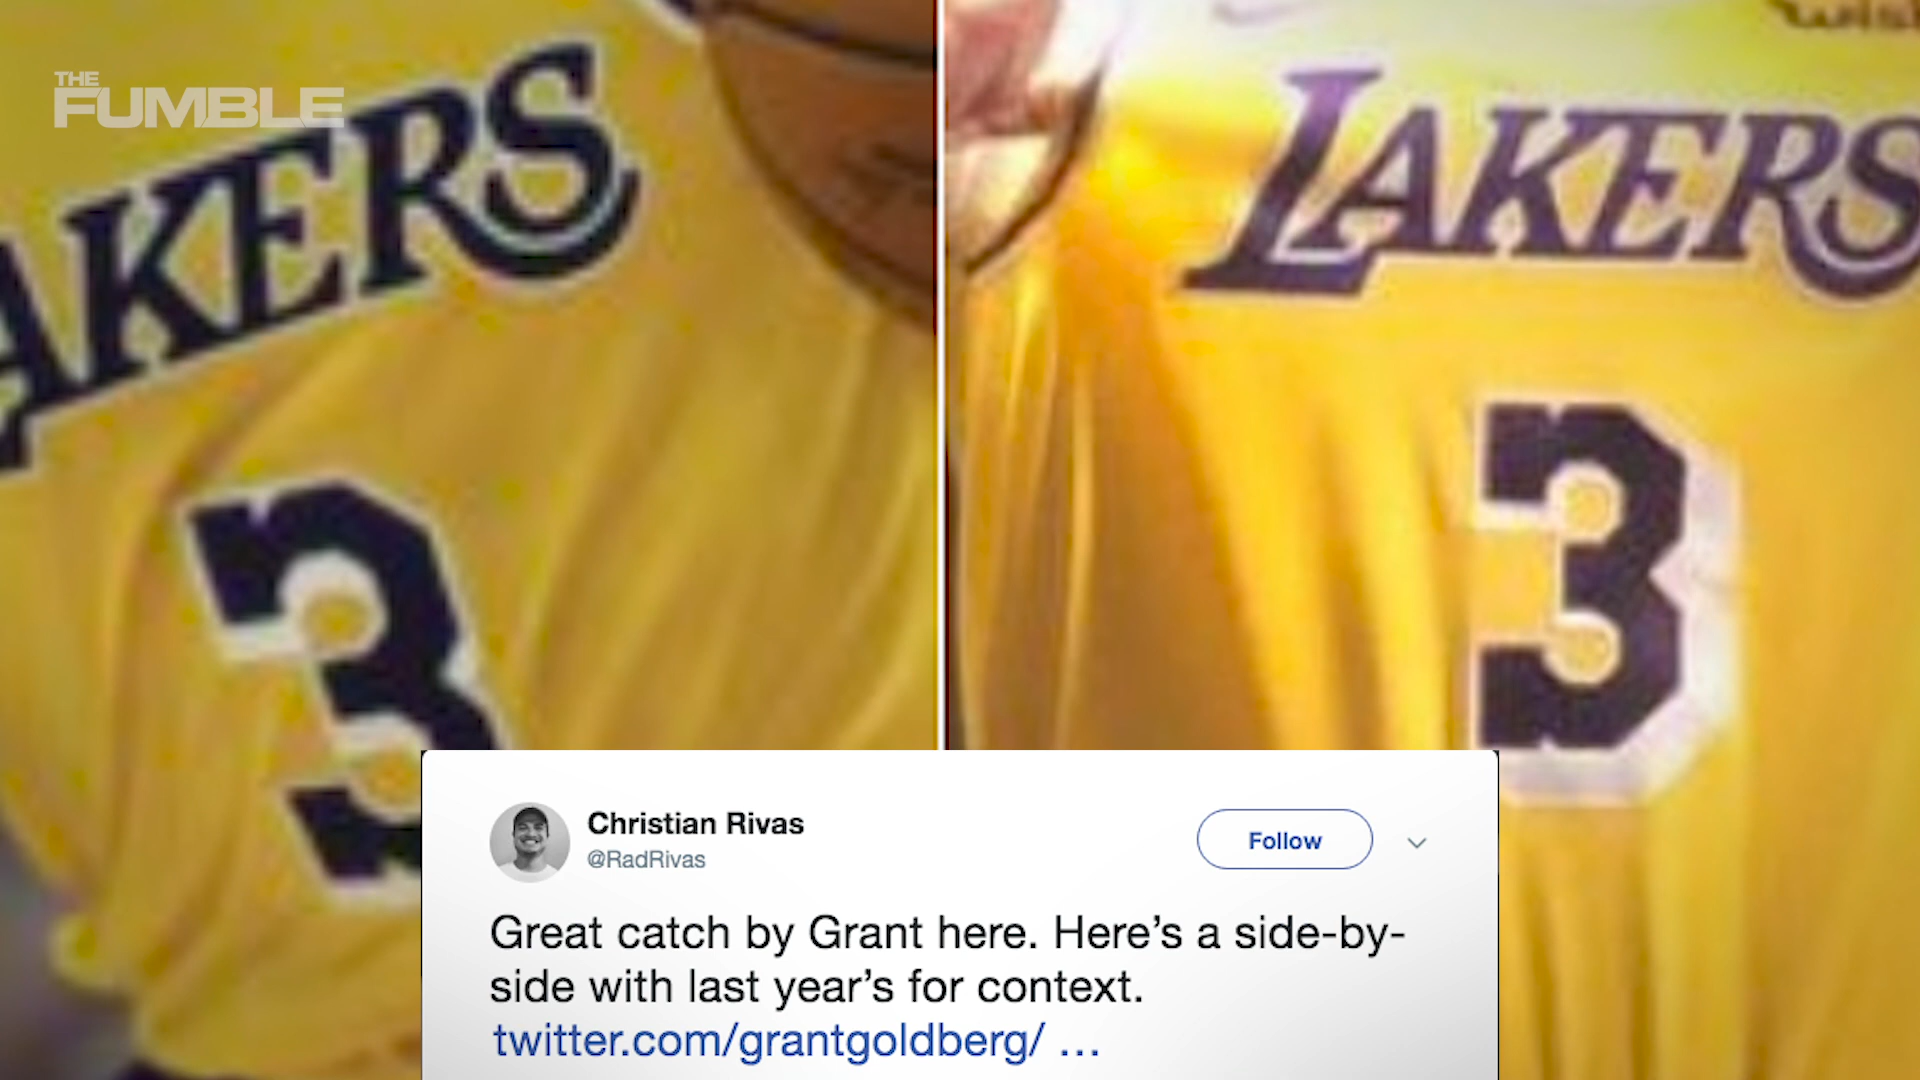 THE
FUMBLE
AKERS
3
LAKERS
3
Christian Rivas
@RadRivas
Follow
Great catch by Grant here. Here’s a side-by-
side with last year’s for context.
twitter.com/grantgoldberg/ …